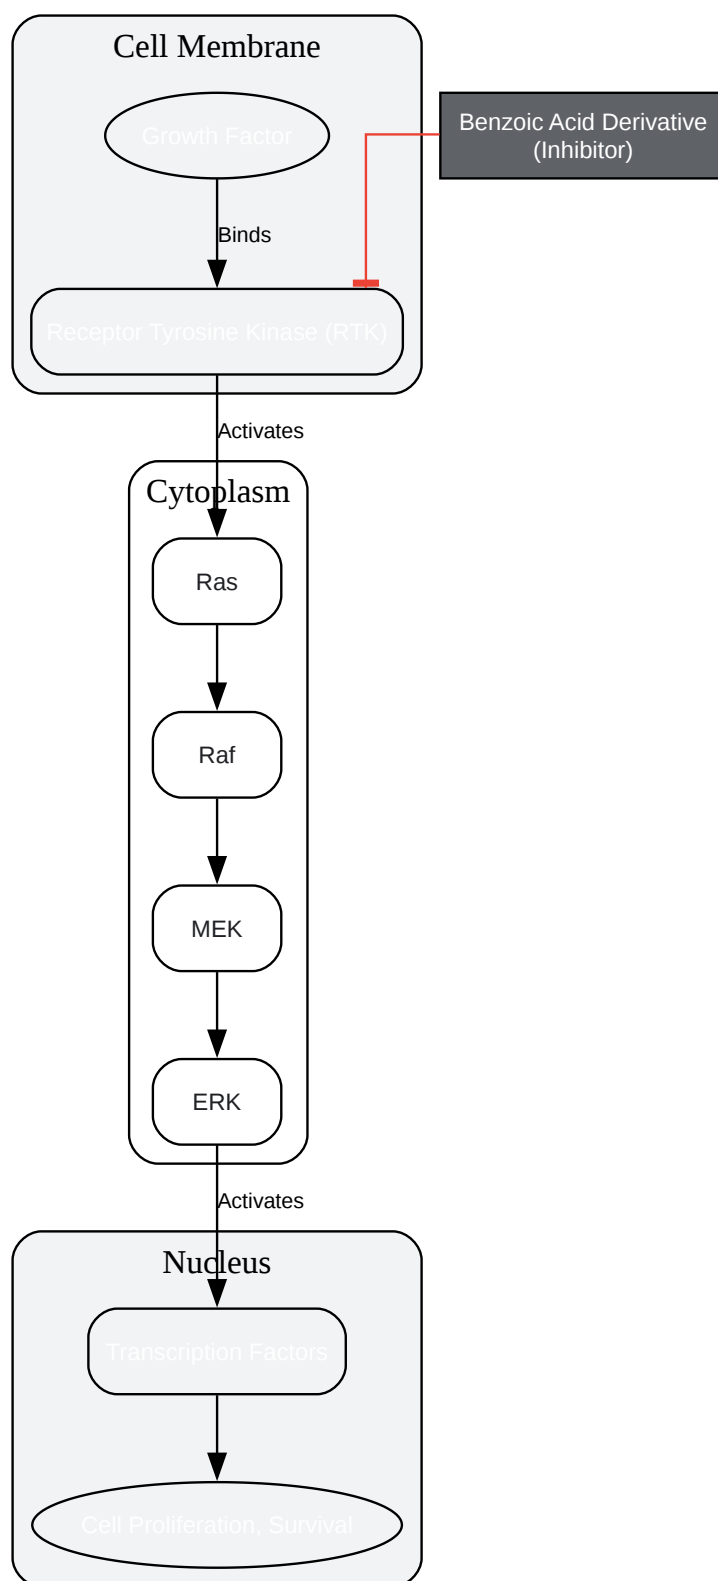 Cell Membrane
Growth Factor
Benzoic Acid Derivative
(Inhibitor)
Binds
Receptor Tyrosine Kinase (RTK)
Activates
Cytoplasm
Ras
Raf
MEK
ERK
Activates
Nucleus
Transcription Factors
Cell Proliferation, Survival